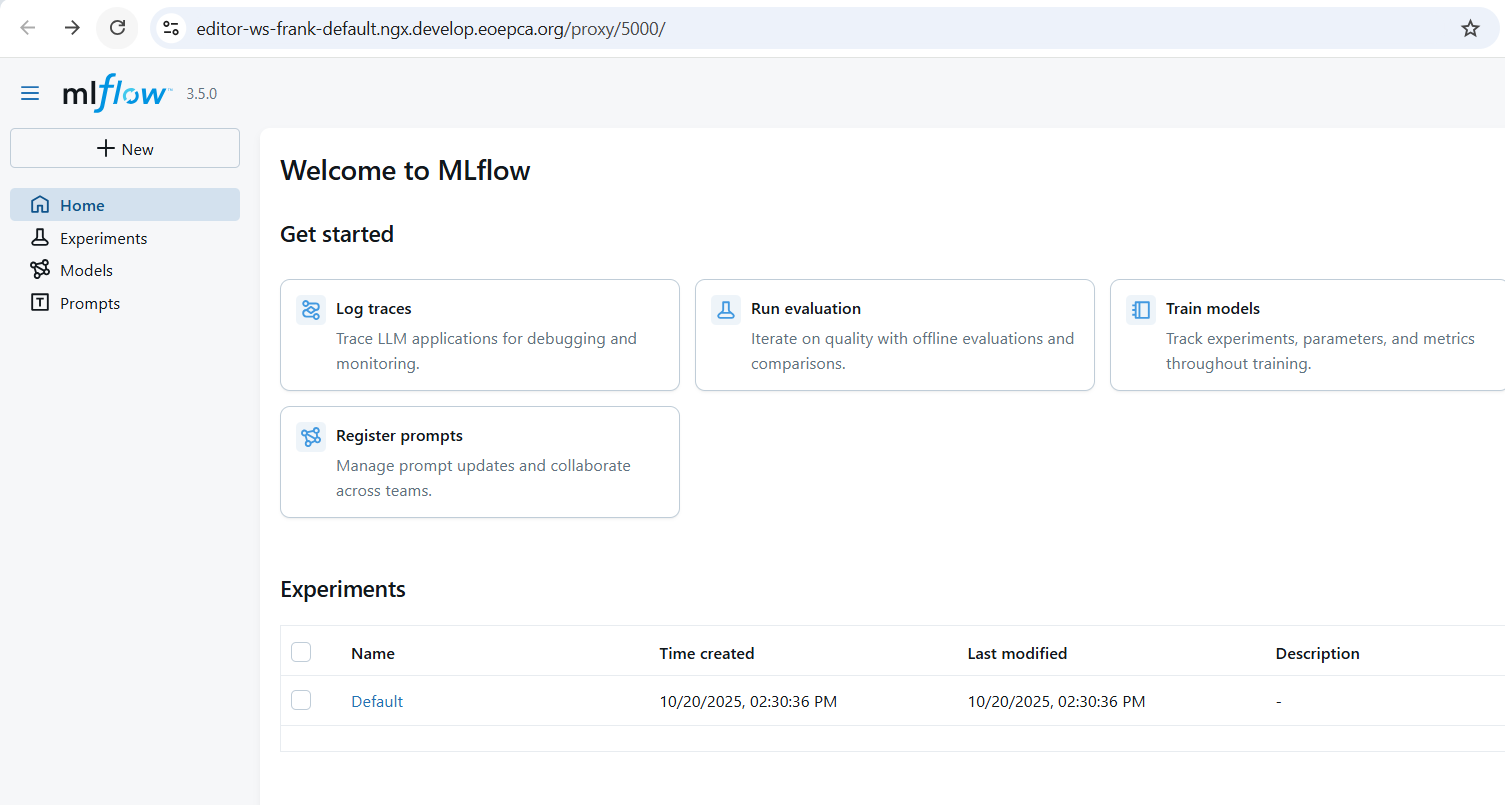 editor-ws-frank-default.ngx.develop.eoepca.org/proxy/5000/
mlflow™ 3.5.0
+ New
Home
Experiments
Models
Prompts
Welcome to MLflow
Get started
Log traces
Trace LLM applications for debugging and
monitoring.
Run evaluation
Iterate on quality with offline evaluations and
comparisons.
Train models
Track experiments, parameters, and metrics
throughout training.
Register prompts
Manage prompt updates and collaborate
across teams.
Experiments
Name Time created Last modified Description
Default 10/20/2025, 02:30:36 PM 10/20/2025, 02:30:36 PM -